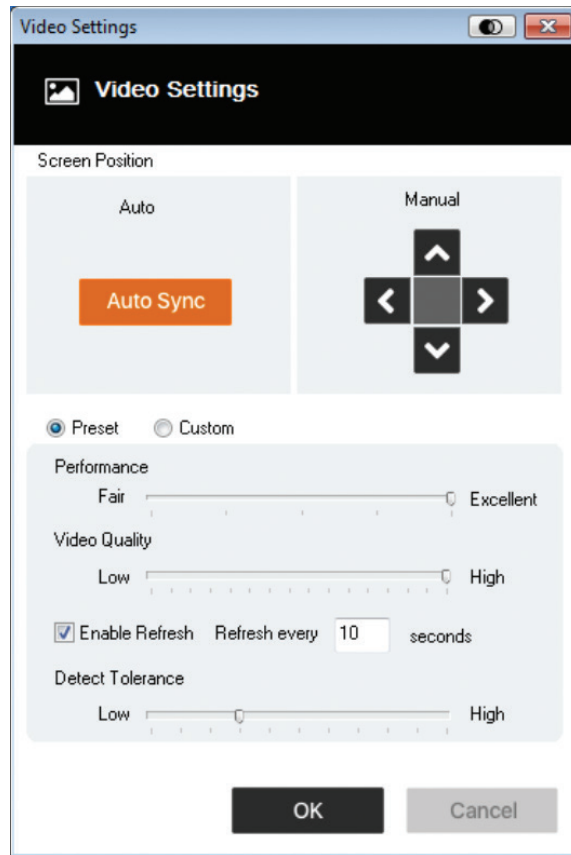 Video Settings
Video Settings
Screen Position
Auto
Manual
Auto Sync
Preset Custom
Performance
Fair Excellent
Video Quality
Low High
Enable Refresh Refresh every 10 seconds
Detect Tolerance
Low High
OK Cancel